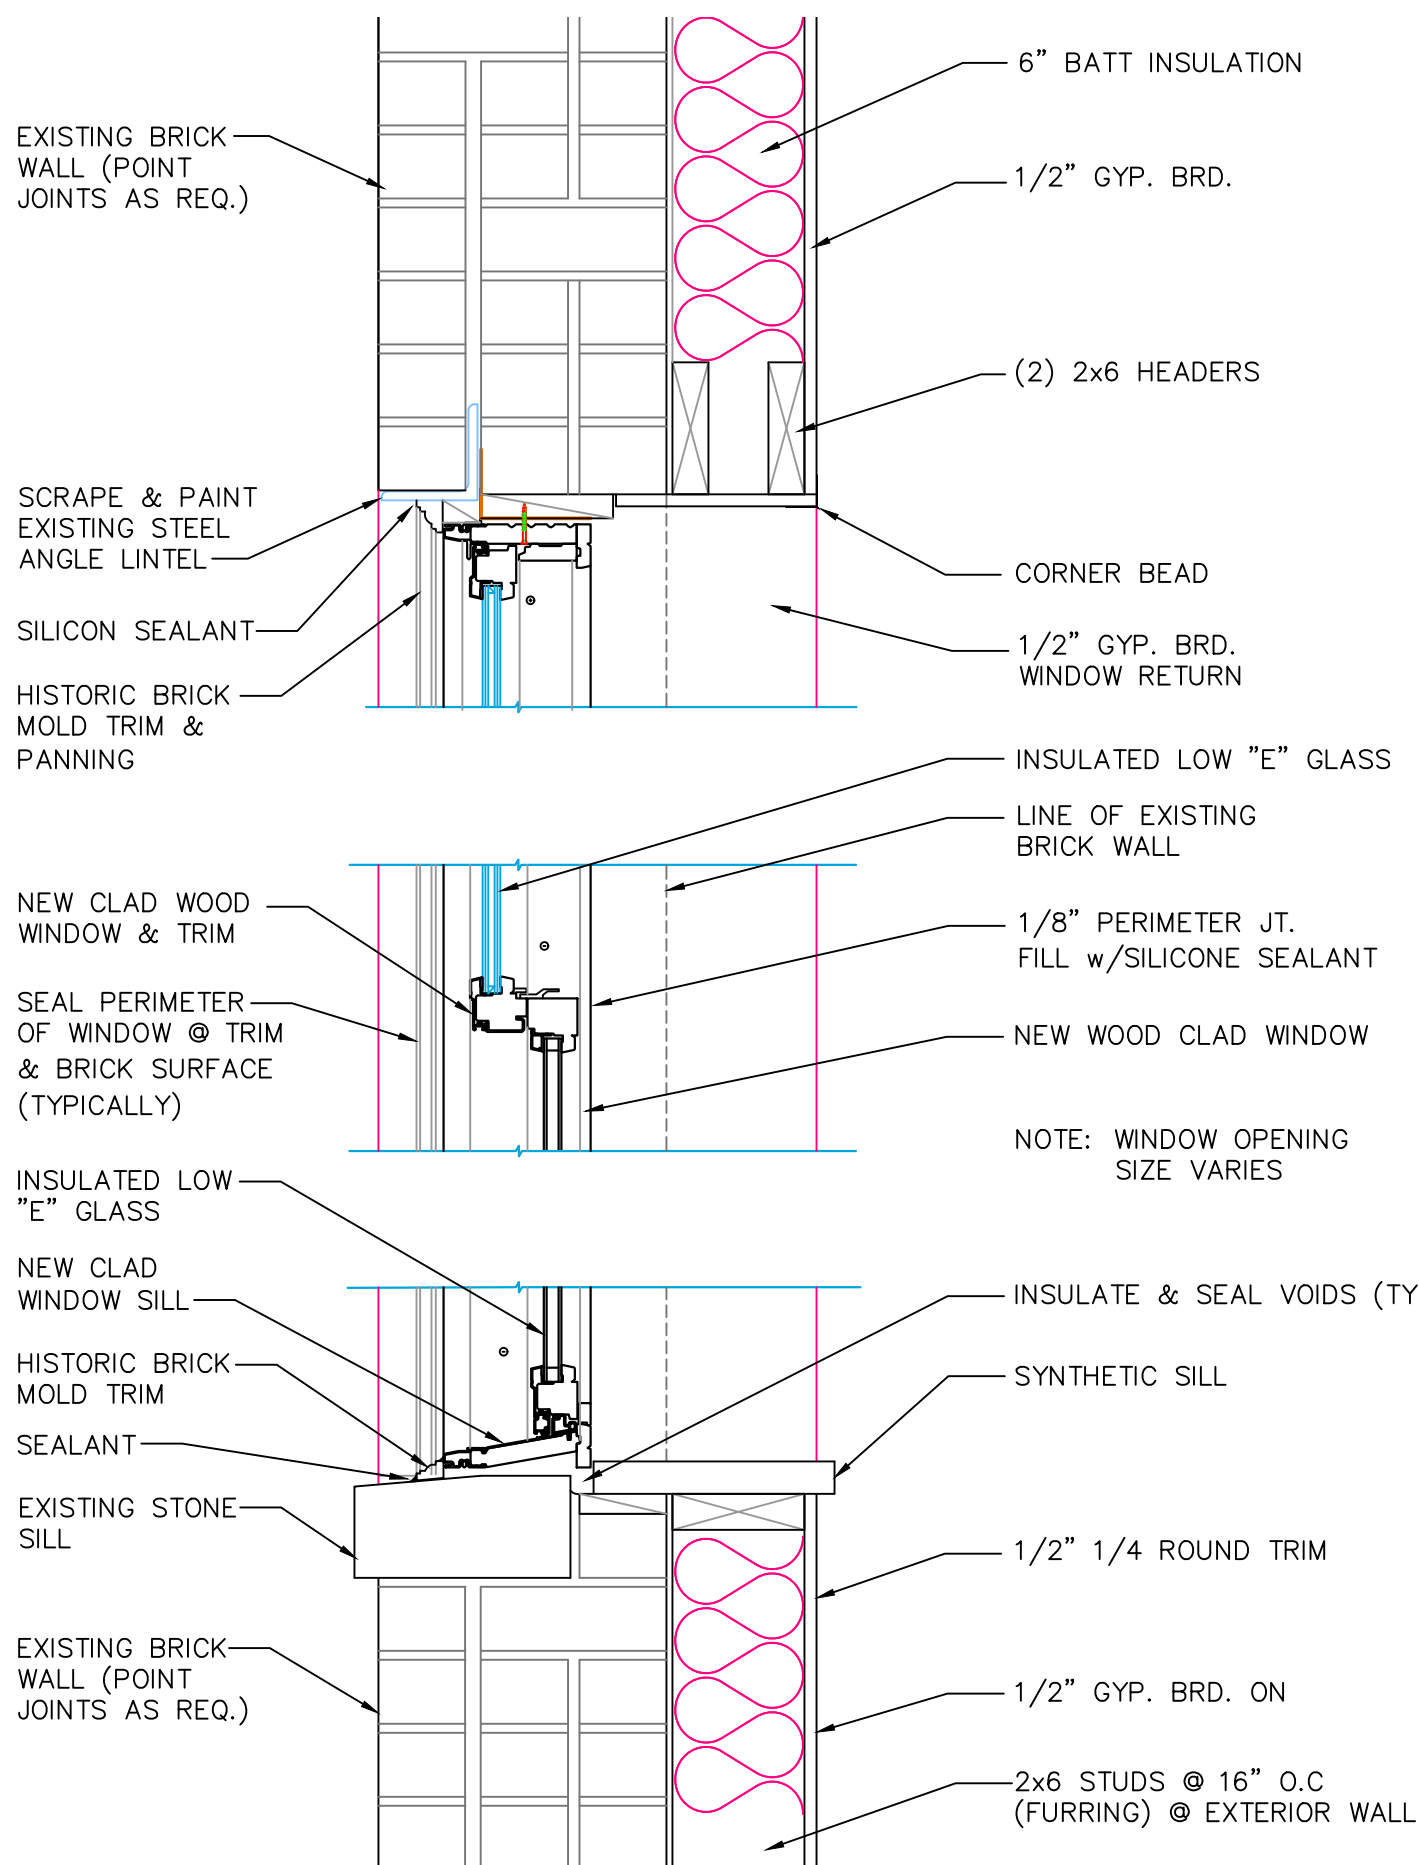 EXISTING BRICK
WALL (POINT
JOINTS AS REQ.)
SCRAPE & PAINT
EXISTING STEEL
ANGLE LINTEL
SILICON SEALANT
HISTORIC BRICK
MOLD TRIM &
PANNING
NEW CLAD WOOD
WINDOW & TRIM
SEAL PERIMETER
OF WINDOW @ TRIM
& BRICK SURFACE
(TYPICALLY)
INSULATED LOW
"E" GLASS
NEW CLAD
WINDOW SILL
HISTORIC BRICK
MOLD TRIM
SEALANT
EXISTING STONE
SILL
EXISTING BRICK
WALL (POINT
JOINTS AS REQ.)
6" BATT INSULATION
1/2" GYP. BRD.
(2) 2x6 HEADERS
CORNER BEAD
1/2" GYP. BRD.
WINDOW RETURN
INSULATED LOW "E" GLASS
LINE OF EXISTING
BRICK WALL
1/8" PERIMETER JT.
FILL w/SILICONE SEALANT
NEW WOOD CLAD WINDOW
NOTE: WINDOW OPENING
SIZE VARIES
INSULATE & SEAL VOIDS (TY
SYNTHETIC SILL
1/2" 1/4 ROUND TRIM
1/2" GYP. BRD. ON
2x6 STUDS @ 16" O.C
(FURRING) @ EXTERIOR WALL